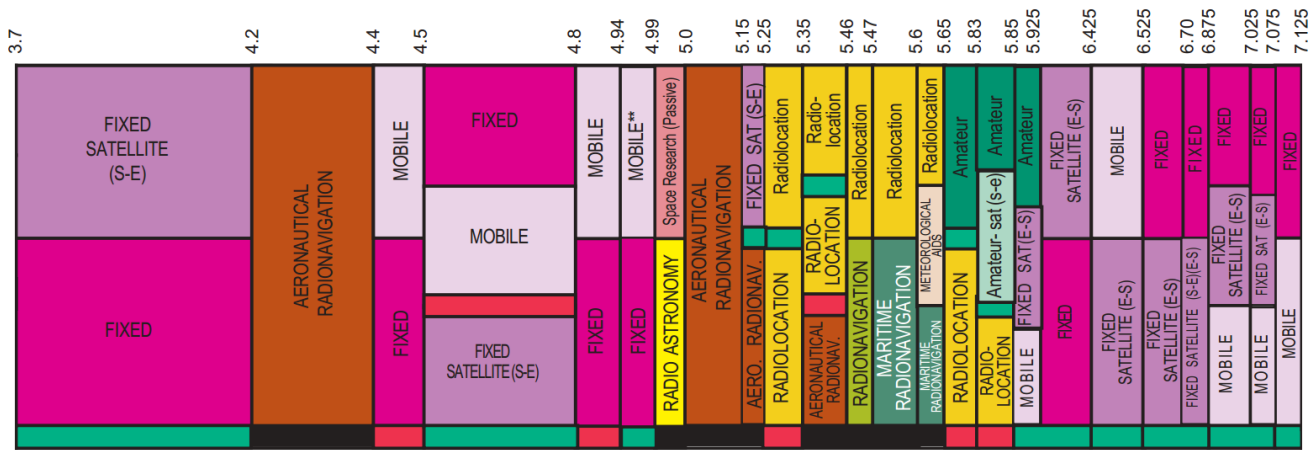 3.7
4.2
4.4
4.5
4.8
4.94
4.99
5.0
5.15
5.25
5.35
5.46
5.47
5.6
5.65
5.83
5.85
5.925
6.425
6.525
6.70
6.875
7.025
7.075
7.125
FIXED
SATELLITE
(S-E)
FIXED
AERONAUTICAL
RADIONAVIGATION
MOBILE
FIXED
FIXED
MOBILE
FIXED
SATELLITE (S-E)
MOBILE
FIXED
MOBILE**
FIXED
Space Research (Passive)
RADIO ASTRONOMY
AERONAUTICAL
RADIONAVIGATION
FIXED SAT (S-E)
AERO. RADIONAV.
Radiolocation
RADIOLOCATION
Radio-
location
RADIO-
LOCATION
AERONAUTICAL
RADIONAV.
Radiolocation
RADIONAVIGATION
Radiolocation
MARITIME
RADIONAVIGATION
Radiolocation
METEOROLOGICAL
AIDS
MARITIME
RADIONAVIGATION
Amateur
RADIOLOCATION
Amateur
Amateur- sat (s-e)
RADIO-
LOCATION
Amateur
FIXED SAT(E-S)
MOBILE
FIXED
SATELLITE (E-S)
FIXED
MOBILE
FIXED
SATELLITE (E-S)
FIXED
FIXED
SATELLITE (E-S)
FIXED
FIXED SATELLITE (S-E)(E-S)
FIXED
FIXED
SATELLITE (E-S)
MOBILE
FIXED
FIXED SAT (E-S)
MOBILE
FIXED
MOBILE